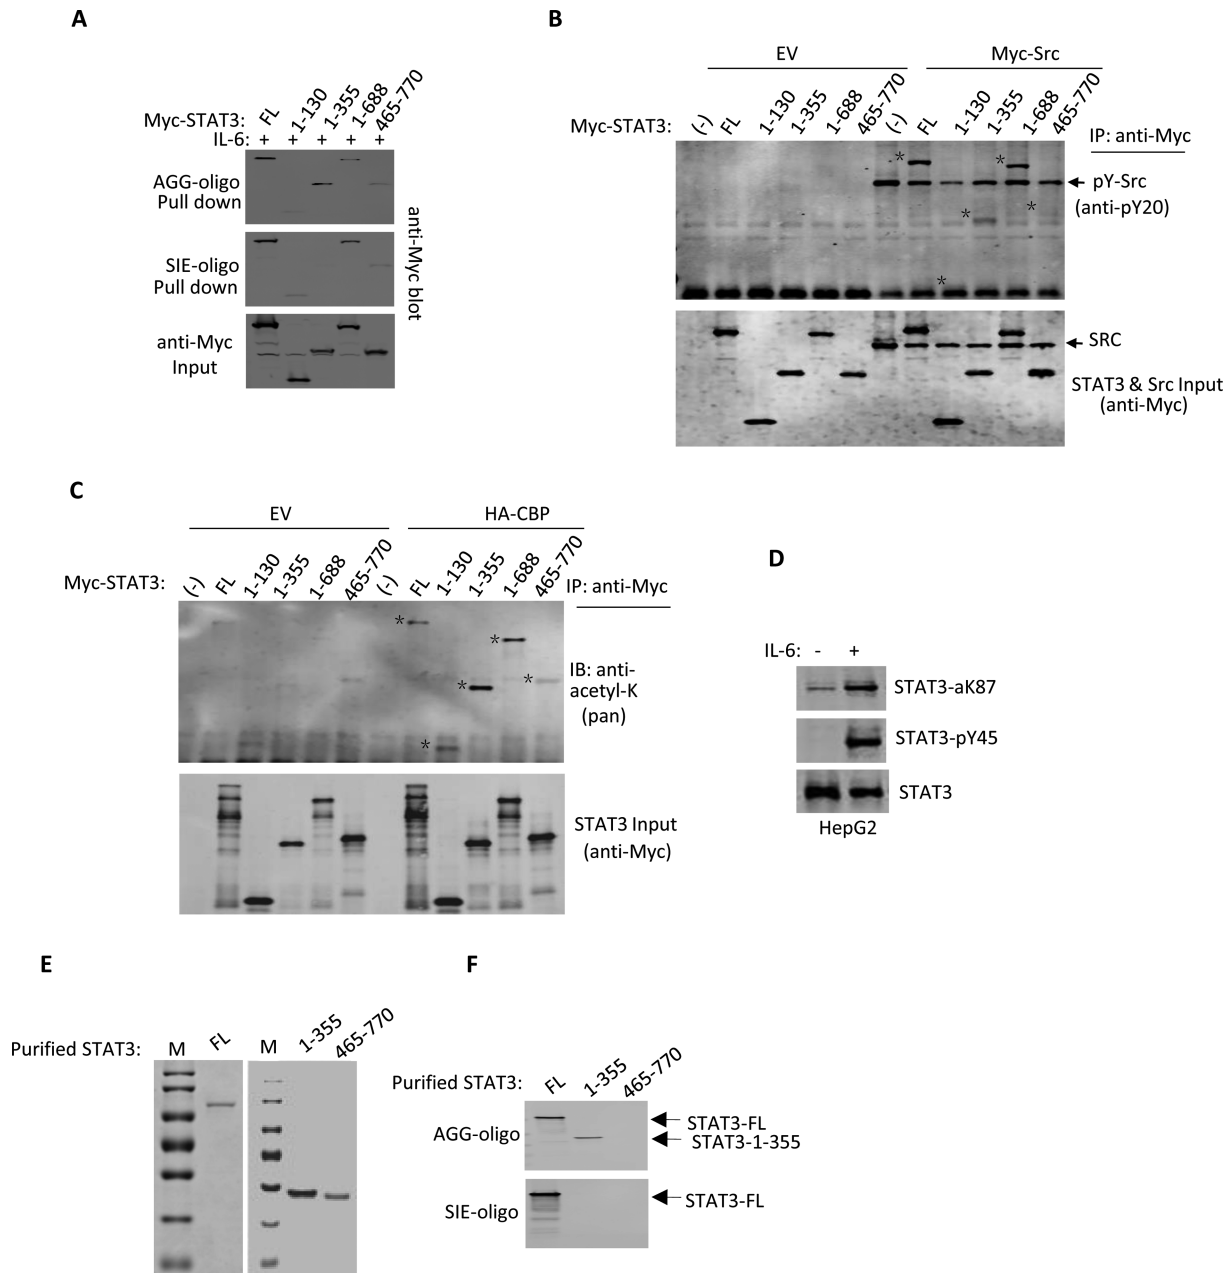 A
Myc-STAT3:
FL
1-130
1-355
1-688
465-770
IL-6:
+ + + + +
AGG-oligo
Pull down
SIE-oligo
Pull down
anti-Myc
Input
anti-Myc blot
B
EV
Myc-Src
Myc-STAT3:
(-)
FL
1-130
1-355
1-688
465-770
(-)
FL
1-130
1-355
1-688
465-770
IP: anti-Myc
*
*
*
*
*
pY-Src
(anti-pY20)
SRC
STAT3 & Src Input
(anti-Myc)
C
EV
HA-CBP
Myc-STAT3:
(-)
FL
1-130
1-355
1-688
465-770
(-)
FL
1-130
1-355
1-688
465-770
IP: anti-Myc
*
*
*
*
*
IB: anti-
acetyl-K
(pan)
STAT3 Input
(anti-Myc)
D
IL-6: - +
STAT3-aK87
STAT3-pY45
STAT3
HepG2
E
Purified STAT3:
M
FL
M
1-355
465-770
F
Purified STAT3:
FL
1-355
465-770
AGG-oligo
STAT3-FL
STAT3-1-355
SIE-oligo
STAT3-FL